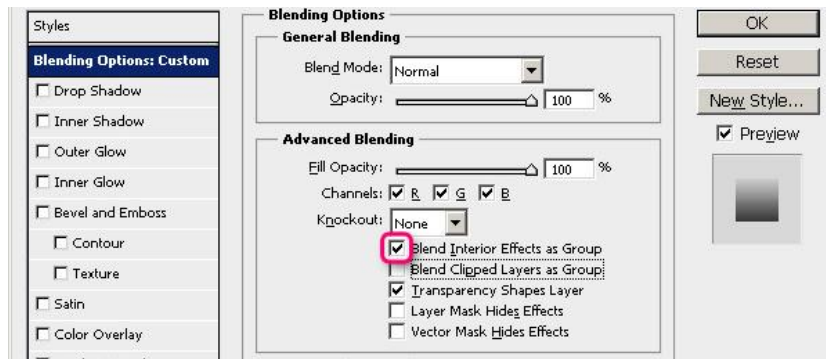 Styles
Blending Options: Custom
Drop Shadow
Inner Shadow
Outer Glow
Inner Glow
Bevel and Emboss
Contour
Texture
Satin
Color Overlay
Blending Options
General Blending
Blend Mode: Normal
Opacity: 100 %
Advanced Blending
Fill Opacity: 100 %
Channels: R G B
Knockout: None
Blend Interior Effects as Group
Blend Clipped Layers as Group
Transparency Shapes Layer
Layer Mask Hides Effects
Vector Mask Hides Effects
OK
Reset
New Style...
Preview